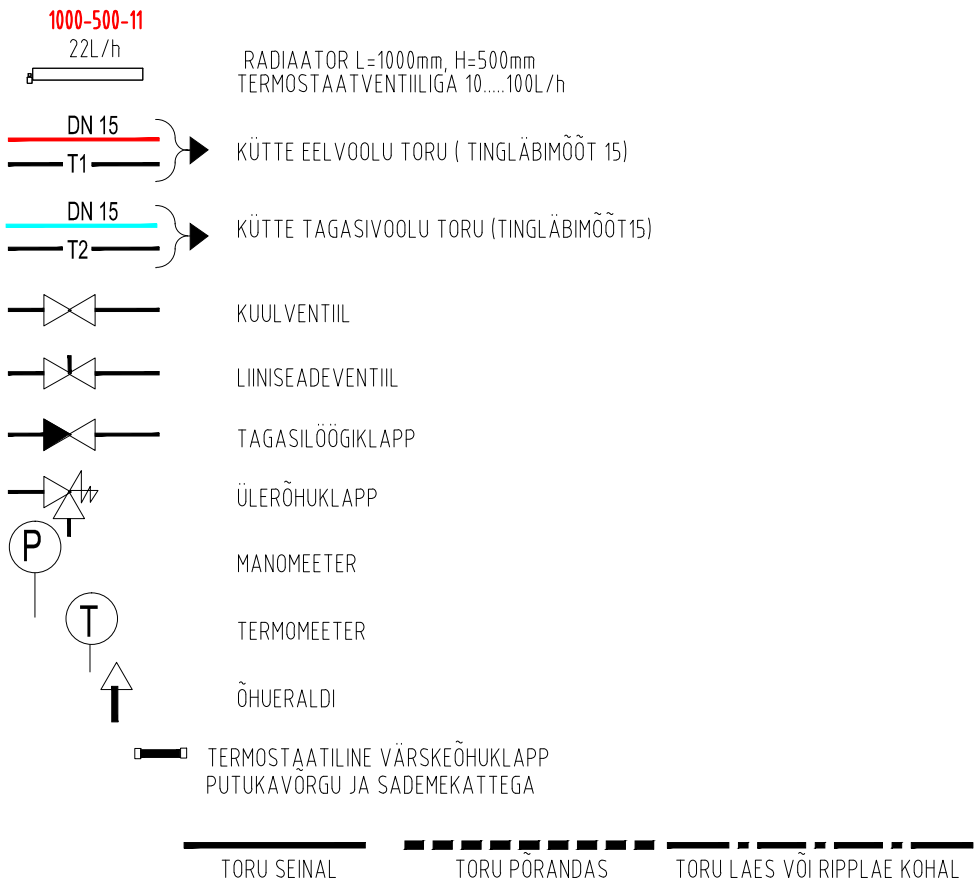 1000-500-11
22L/h
RADIAATOR L=1000mm, H=500mm
TERMOSTAATVENTIILIGA 10.....100L/h
DN 15
T1
KÜTTE EELVOOLU TORU ( TINGLÄBIMÕÕT 15)
DN 15
T2
KÜTTE TAGASIVOOLU TORU (TINGLÄBIMÕÕT15)
KUULVENTIIL
LIINISEADEVENTIIL
TAGASILÖÖGIKLAPP
ÜLERÕHUKLAPP
P
MANOMEETER
T
TERMOMEETER
ÕHUERALDI
TERMOSTAATILINE VÄRSKEÕHUKLAPP
PUTUKAVÕRGU JA SADEMEKATTEGA
TORU SEINAL
TORU PÕRANDAS
TORU LAES VÕI RIPPLAE KOHAL